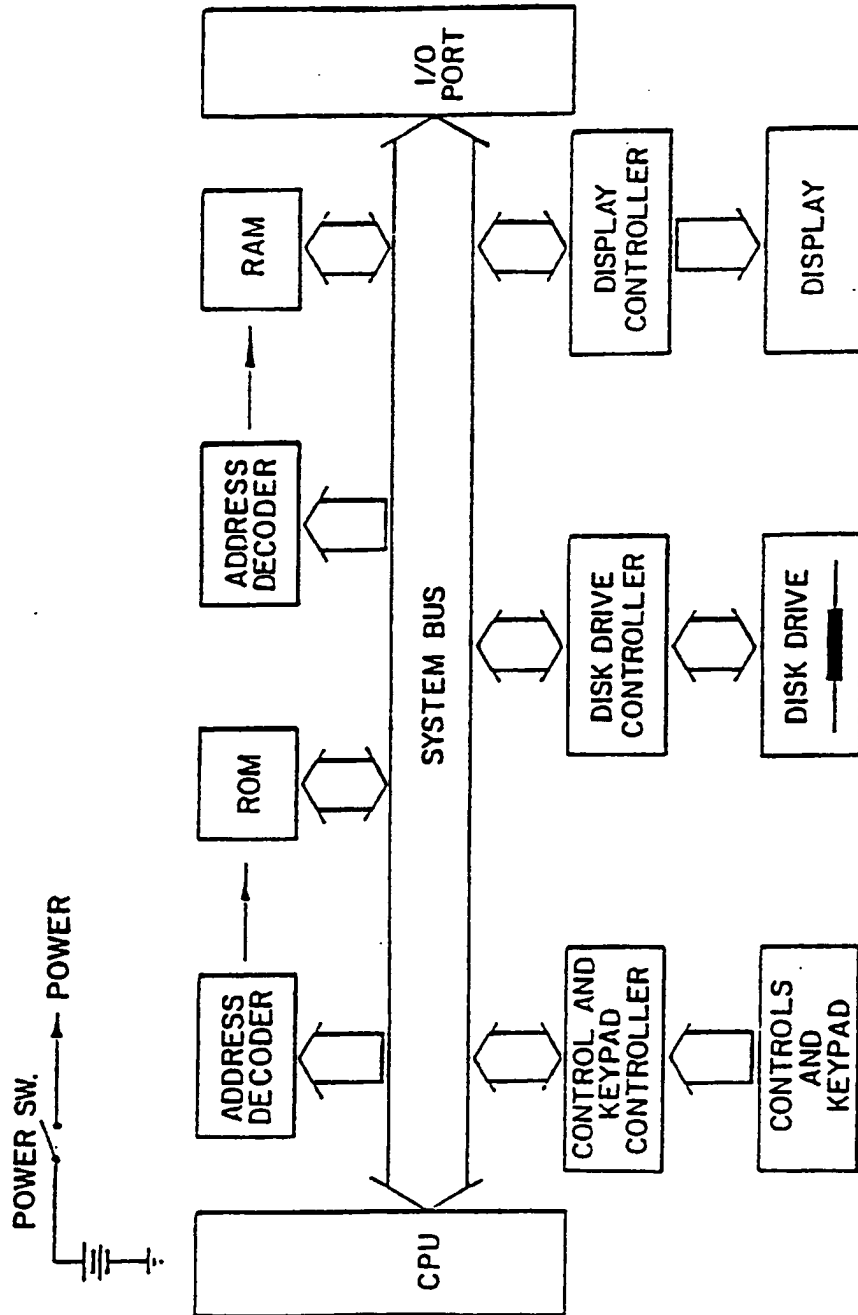 POWER SW.
POWER
ADDRESS
DECODER
ROM
ADDRESS
DECODER
RAM
CPU
SYSTEM BUS
I/O
PORT
CONTROL AND
KEYPAD
CONTROLLER
DISK DRIVE
CONTROLLER
DISPLAY
CONTROLLER
CONTROLS
AND
KEYPAD
DISK DRIVE
DISPLAY